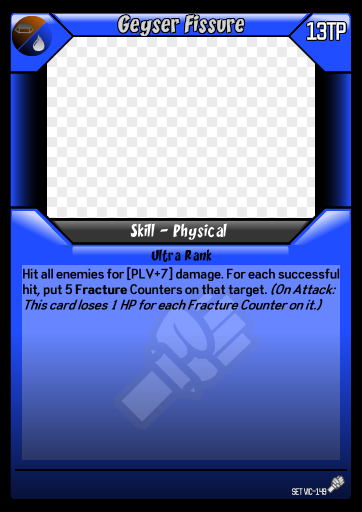 Geyser Fissure
13TP
Skill - Physical
Ultra Rank
Hit all enemies for [PLV+7] damage. For each successful
hit, put 5 Fracture Counters on that target. (On Attack:
This card loses 1 HP for each Fracture Counter on it.)
SET VIC-149